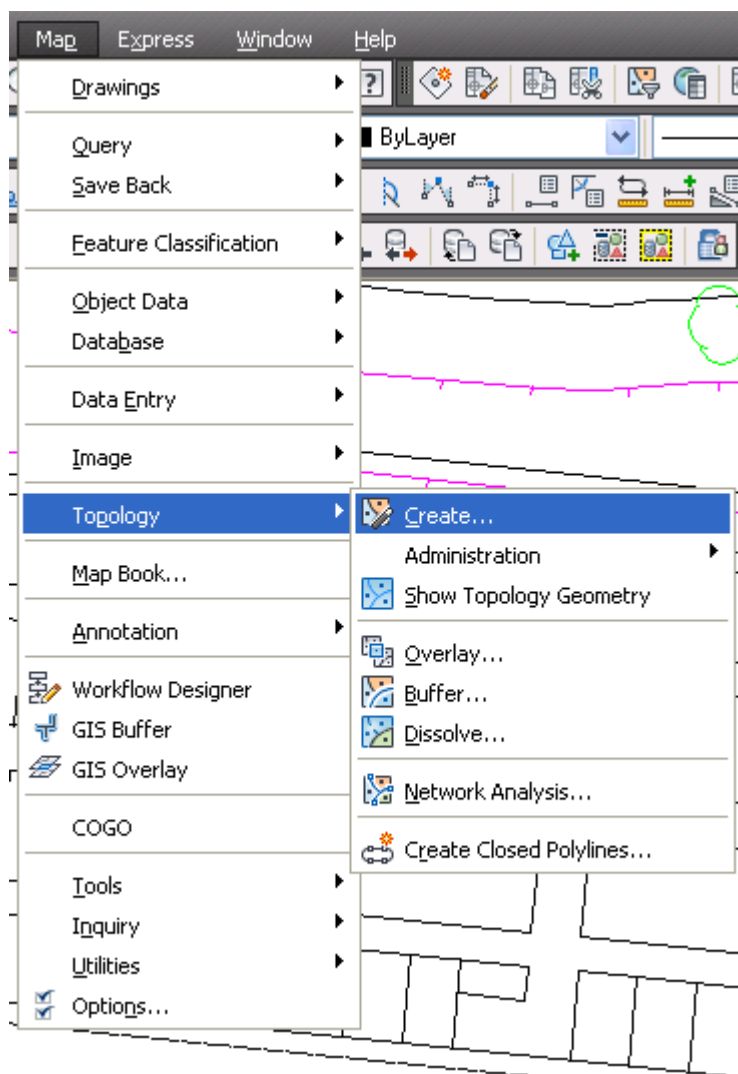 Map Express Window Help
Drawings
?
Query
ByLayer
Save Back
Feature Classification
Object Data
Database
Data Entry
Image
Topology
Create...
Administration
Map Book...
Show Topology Geometry
Annotation
Overlay...
Workflow Designer
Buffer...
GIS Buffer
Dissolve...
GIS Overlay
Network Analysis...
COGO
Create Closed Polylines...
Tools
Inquiry
Utilities
Options...